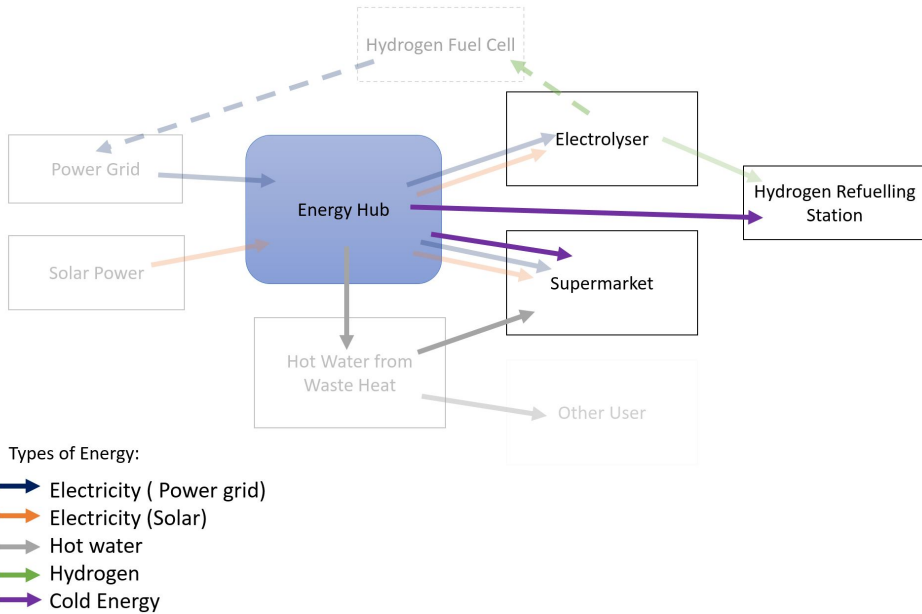 Hydrogen Fuel Cell
Electrolyser
Power Grid
Hydrogen Refuelling
Station
Energy Hub
Solar Power
Supermarket
Hot Water from
Waste Heat
Other User
Types of Energy:
Electricity ( Power grid)
Electricity (Solar)
Hot water
Hydrogen
Cold Energy